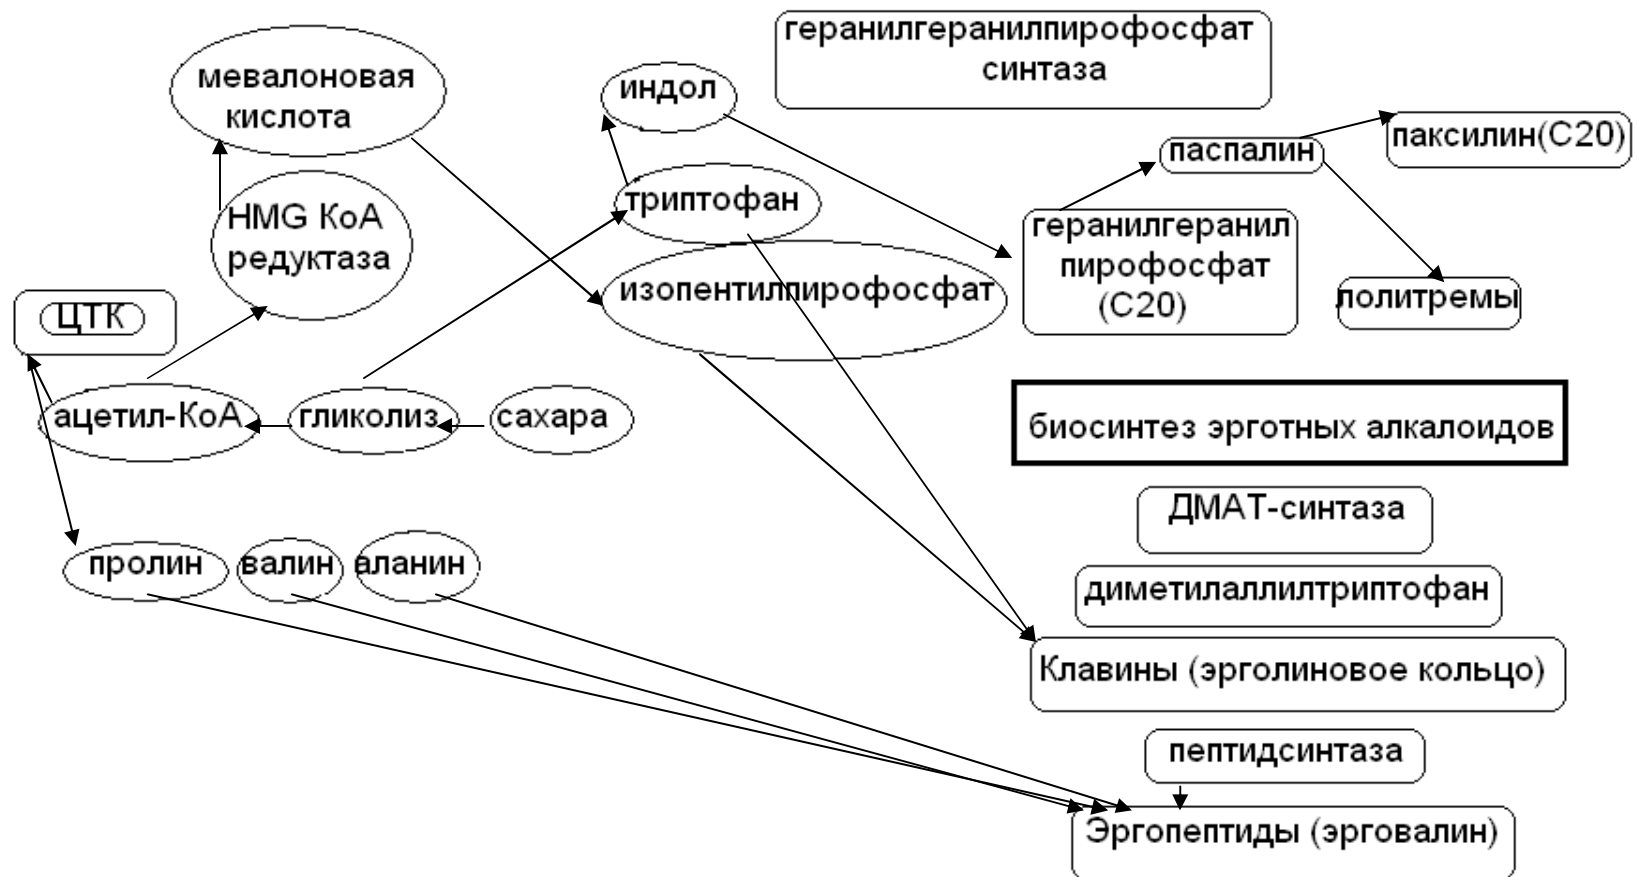 геранилгеранилпирофосфат
синтаза
мевалоновая
кислота
индол
паксилин(С20)
паспалин
триптофан
HMG КоА
редуктаза
геранилгеранил
пирофосфат
(С20)
изопентилпирофосфат
лолитремы
ЦТК
ацетил-КоА
гликолиз
сахара
биосинтез эрготных алкалоидов
ДМАТ-синтаза
пролин
валин
аланин
диметилаллилтриптофан
Клавины (эрголиновое кольцо)
пептидсинтаза
Эргопептиды (эрговалин)